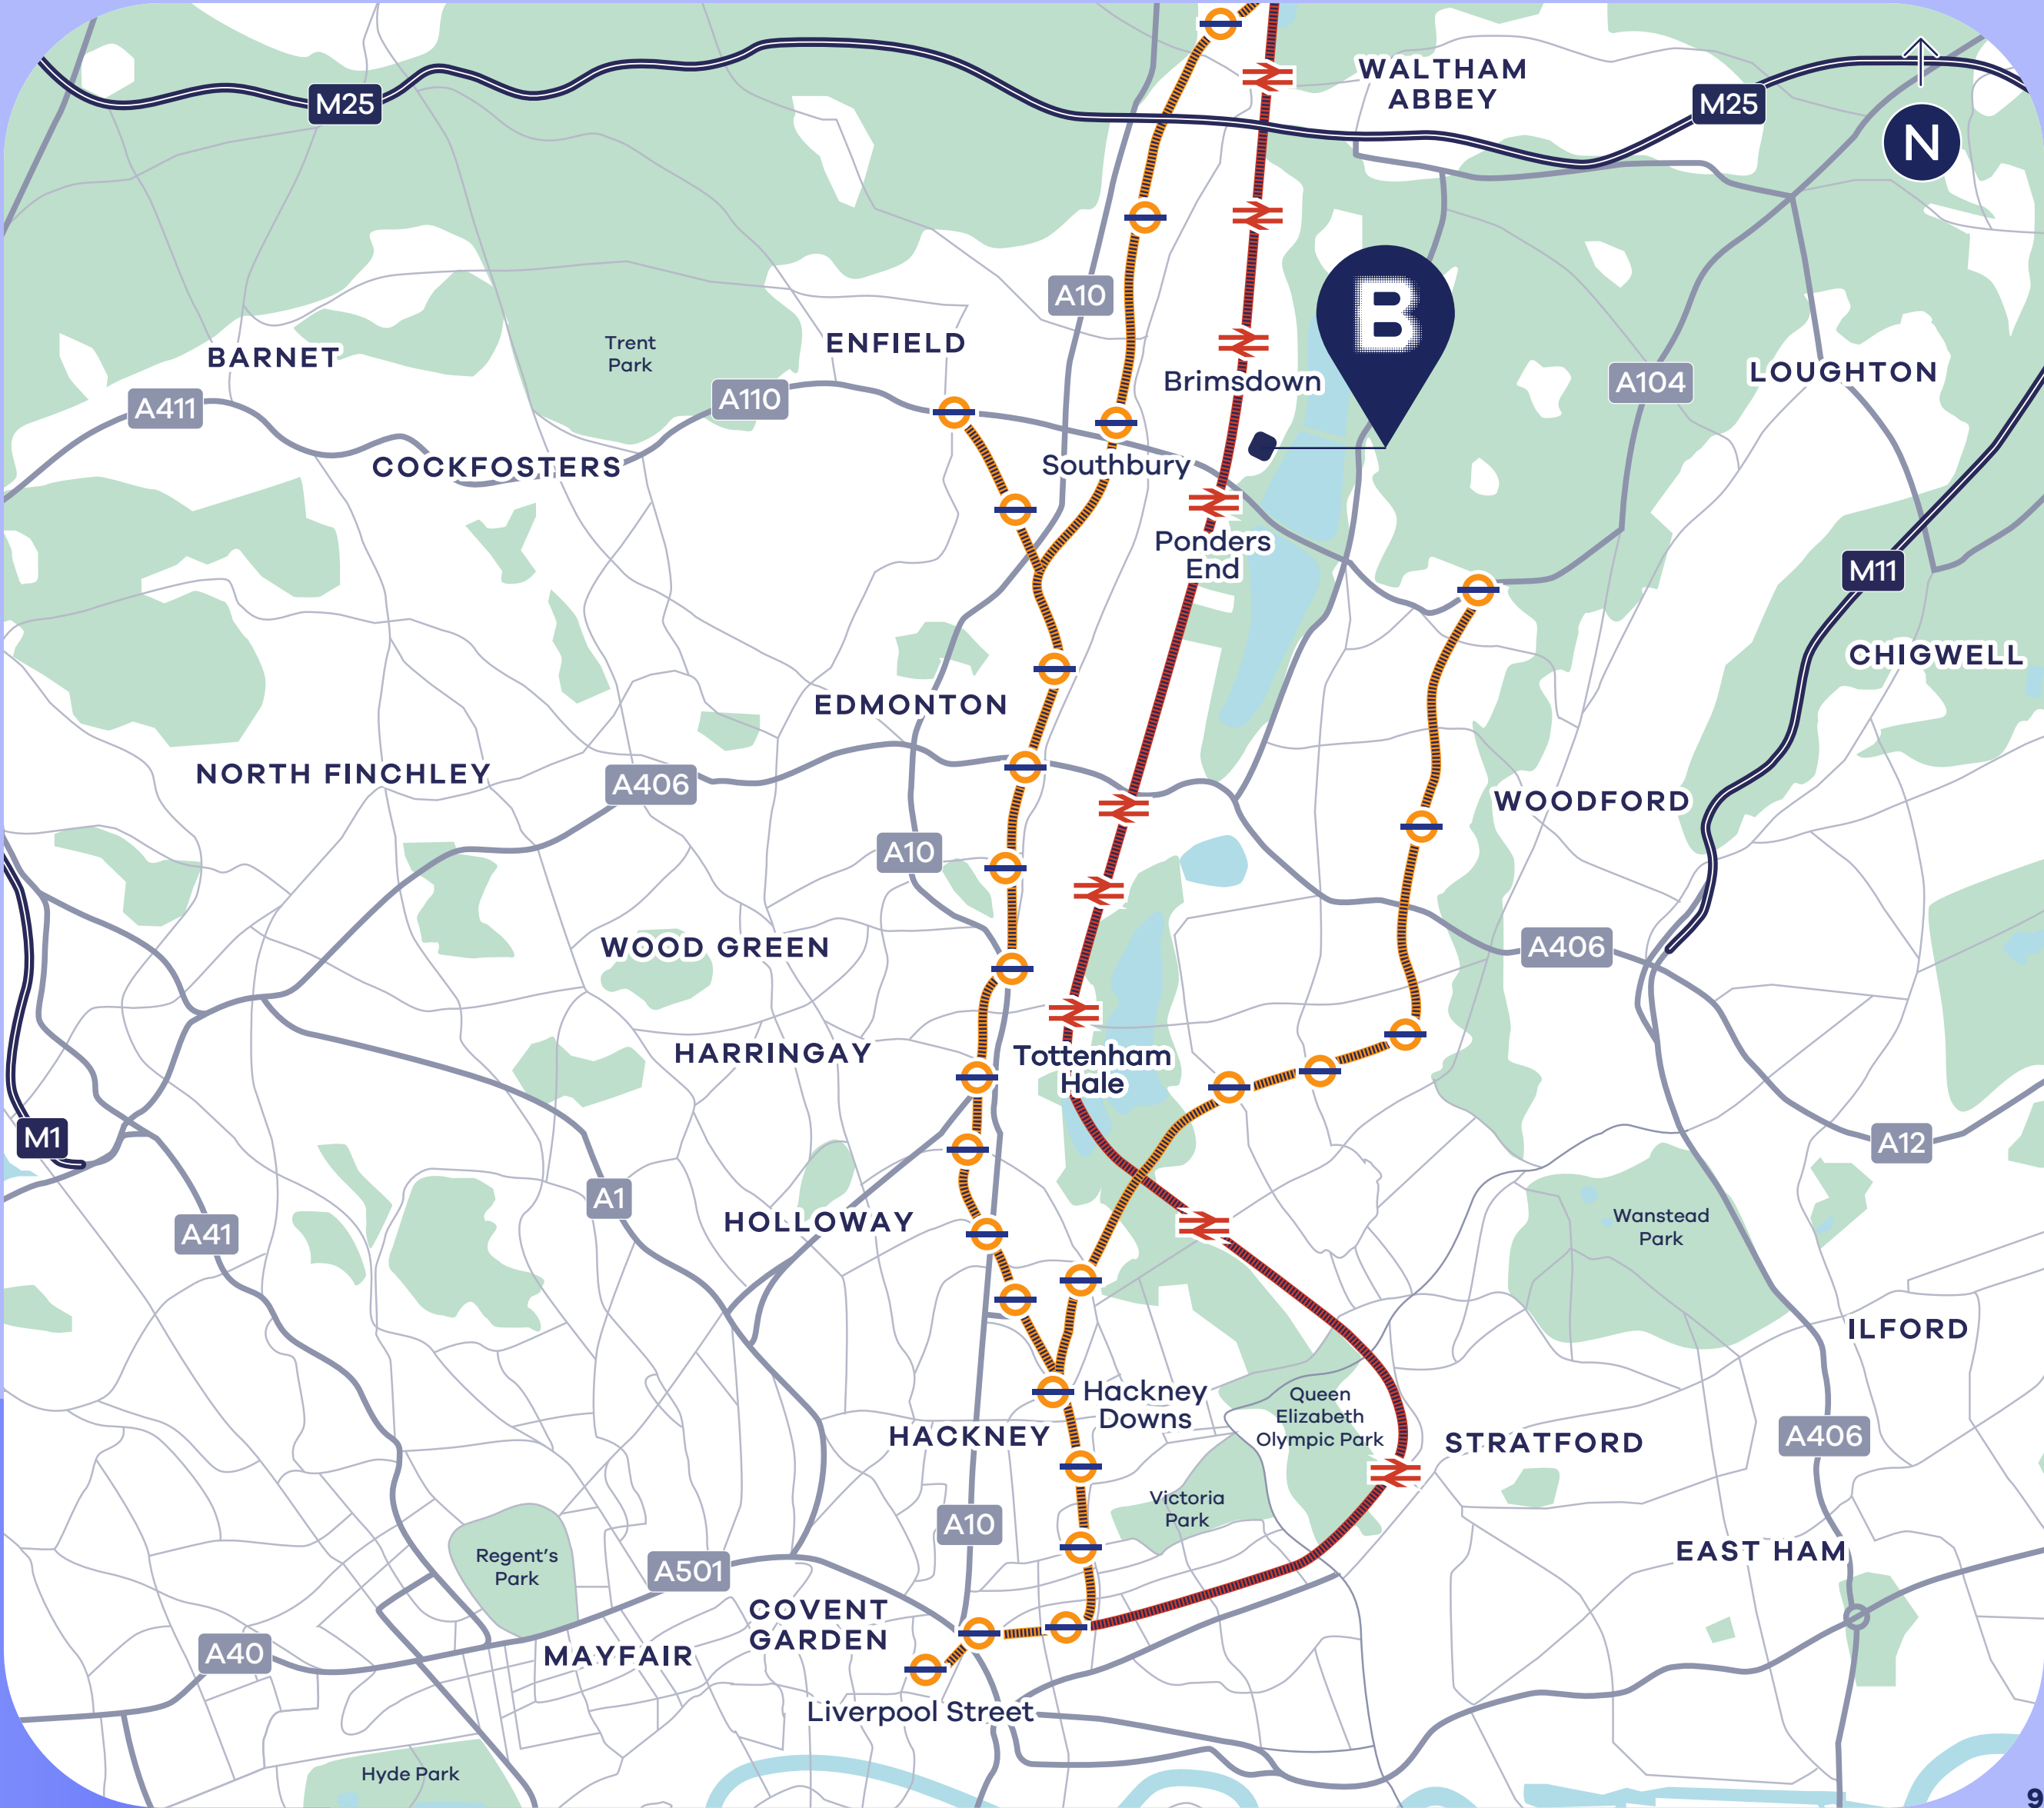 WALTHAM
ABBEY
M25
M25
N
A10
B
BARNET
Trent
Park
ENFIELD
Brimsdown
A104
LOUGHTON
A411
A110
COCKFOSTERS
Southbury
Ponders
End
M11
CHIGWELL
EDMONTON
NORTH FINCHLEY
A406
WOODFORD
A10
WOOD GREEN
A406
HARRINGAY
Tottenham
Hale
M1
A12
A1
A41
HOLLOWAY
Wanstead
Park
ILFORD
Hackney
Downs
Queen
Elizabeth
Olympic Park
HACKNEY
STRATFORD
A406
Victoria
Park
A10
Regent's
Park
A501
EAST HAM
COVENT
GARDEN
A40
MAYFAIR
Liverpool Street
Hyde Park
9